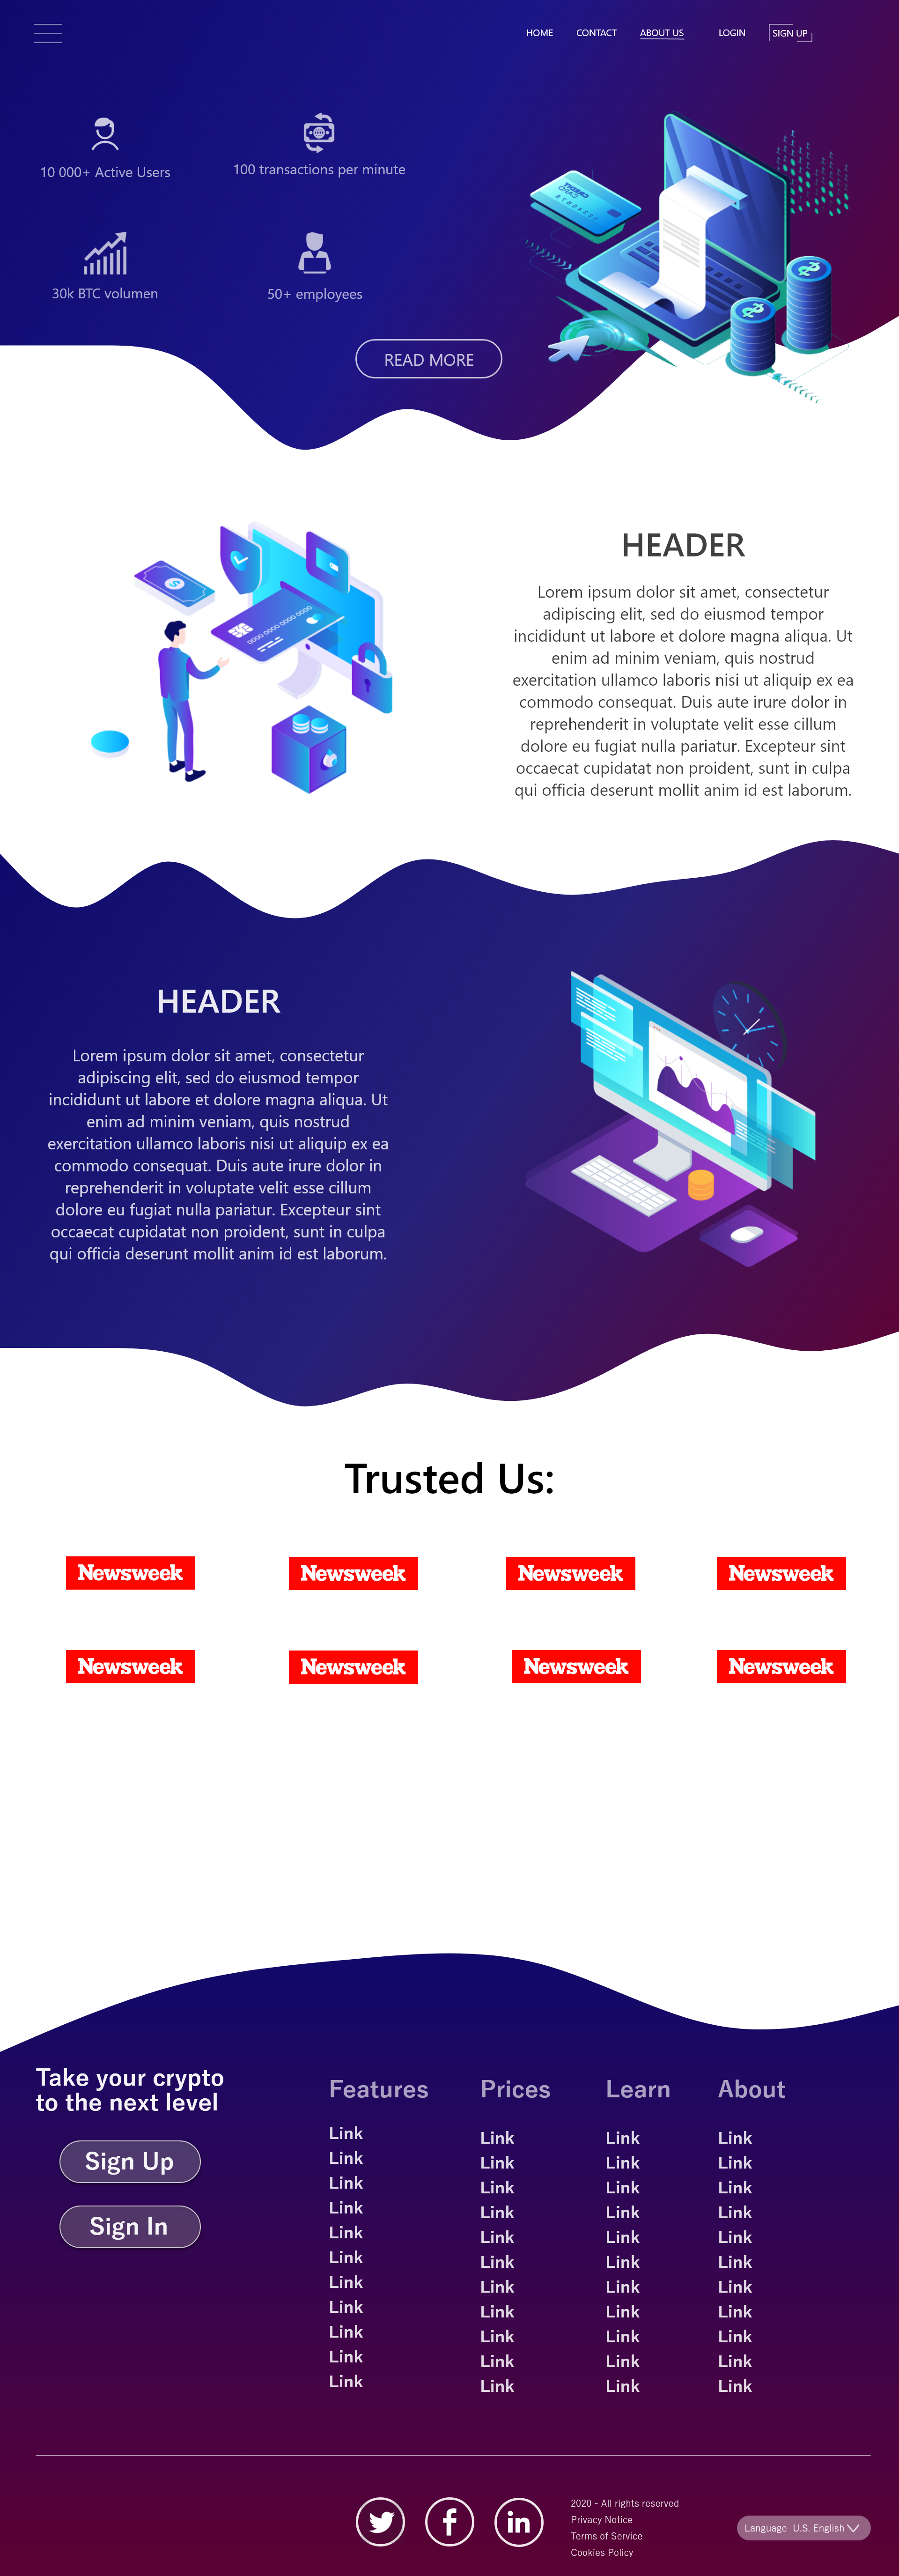 HOME CONTACT ABOUT US LOGIN SIGN UP
10 000+ Active Users
100 transactions per minute
30k BTC volumen
50+ employees
READ MORE
HEADER
Lorem ipsum dolor sit amet, consectetur
adipiscing elit, sed do eiusmod tempor
incididunt ut labore et dolore magna aliqua. Ut
enim ad minim veniam, quis nostrud
exercitation ullamco laboris nisi ut aliquip ex ea
commodo consequat. Duis aute irure dolor in
reprehenderit in voluptate velit esse cillum
dolore eu fugiat nulla pariatur. Excepteur sint
occaecat cupidatat non proident, sunt in culpa
qui officia deserunt mollit anim id est laborum.
0000 0000 0000 0000
HEADER
Lorem ipsum dolor sit amet, consectetur
adipiscing elit, sed do eiusmod tempor
incididunt ut labore et dolore magna aliqua. Ut
enim ad minim veniam, quis nostrud
exercitation ullamco laboris nisi ut aliquip ex ea
commodo consequat. Duis aute irure dolor in
reprehenderit in voluptate velit esse cillum
dolore eu fugiat nulla pariatur. Excepteur sint
occaecat cupidatat non proident, sunt in culpa
qui officia deserunt mollit anim id est laborum.
Trusted Us:
Newsweek Newsweek Newsweek Newsweek
Newsweek Newsweek Newsweek Newsweek
Take your crypto
to the next level
Sign Up
Sign In
Features
Link
Link
Link
Link
Link
Link
Link
Link
Link
Link
Link
Prices
Link
Link
Link
Link
Link
Link
Link
Link
Link
Link
Link
Learn
Link
Link
Link
Link
Link
Link
Link
Link
Link
Link
Link
About
Link
Link
Link
Link
Link
Link
Link
Link
Link
Link
Link
2020 - All rights reserved
Privacy Notice
Terms of Service
Cookies Policy
Language U.S. English